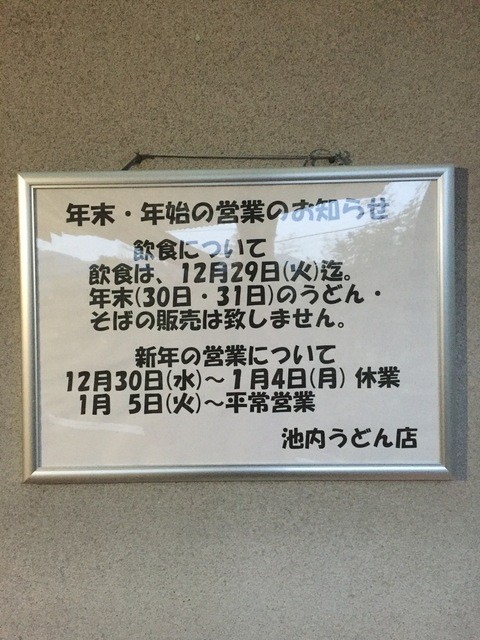 年末・年始の営業のお知らせ
飲食について
飲食は、12月29日(火)迄。
年末(30日・31日)のうどん・
そばの販売は致しません。
新年の営業について
12月30日(水)～1月4日(月) 休業
1月 5日(火)～平常営業
池内うどん店